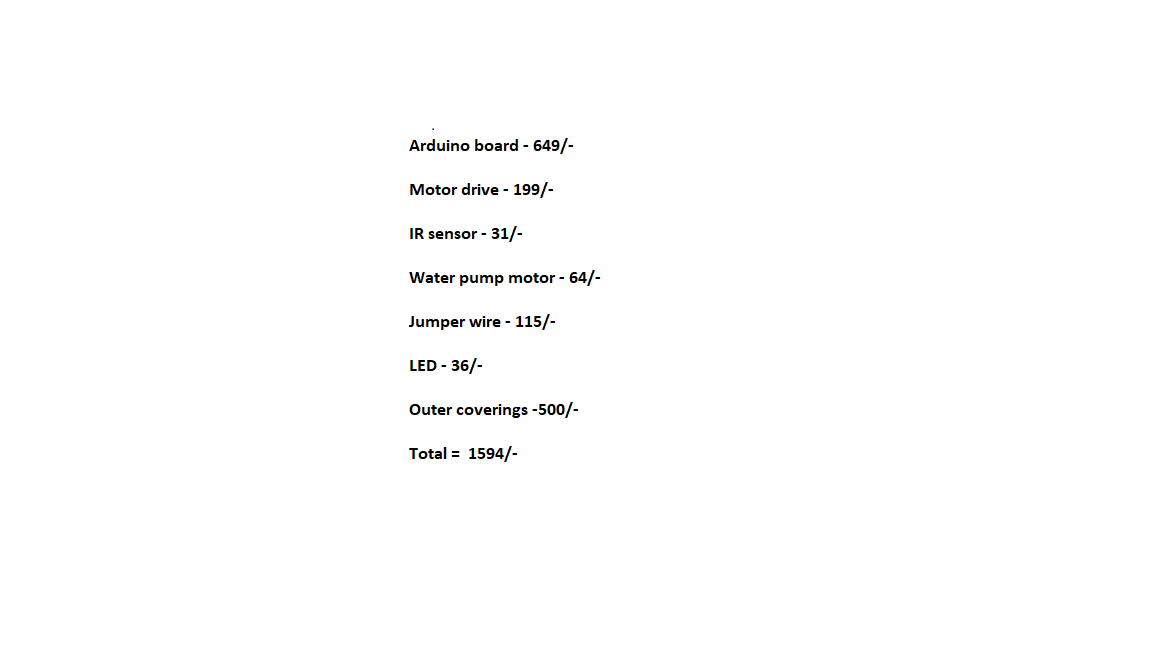 Arduino board - 649/-
Motor drive - 199/-
IR sensor - 31/-
Water pump motor - 64/-
Jumper wire - 115/-
LED - 36/-
Outer coverings -500/-
Total =  1594/-